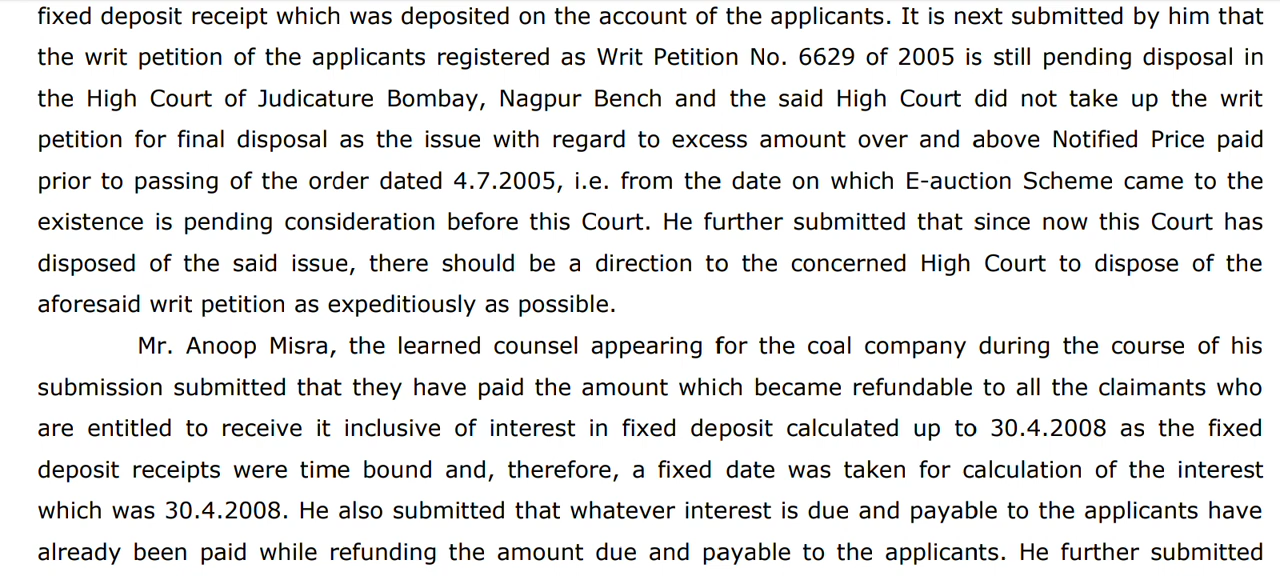 fixed deposit receipt which was deposited on the account of the applicants. It is next submitted by him that
the writ petition of the applicants registered as Writ Petition No. 6629 of 2005 is still pending disposal in
the High Court of Judicature Bombay, Nagpur Bench and the said High Court did not take up the writ
petition for final disposal as the issue with regard to excess amount over and above Notified Price paid
prior to passing of the order dated 4.7.2005, i.e. from the date on which E-auction Scheme came to the
existence is pending consideration before this Court. He further submitted that since now this Court has
disposed of the said issue, there should be a direction to the concerned High Court to dispose of the
aforesaid writ petition as expeditiously as possible.
Mr. Anoop Misra, the learned counsel appearing for the coal company during the course of his
submission submitted that they have paid the amount which became refundable to all the claimants who
are entitled to receive it inclusive of interest in fixed deposit calculated up to 30.4.2008 as the fixed
deposit receipts were time bound and, therefore, a fixed date was taken for calculation of the interest
which was 30.4.2008. He also submitted that whatever interest is due and payable to the applicants have
already been paid while refunding the amount due and payable to the applicants. He further submitted